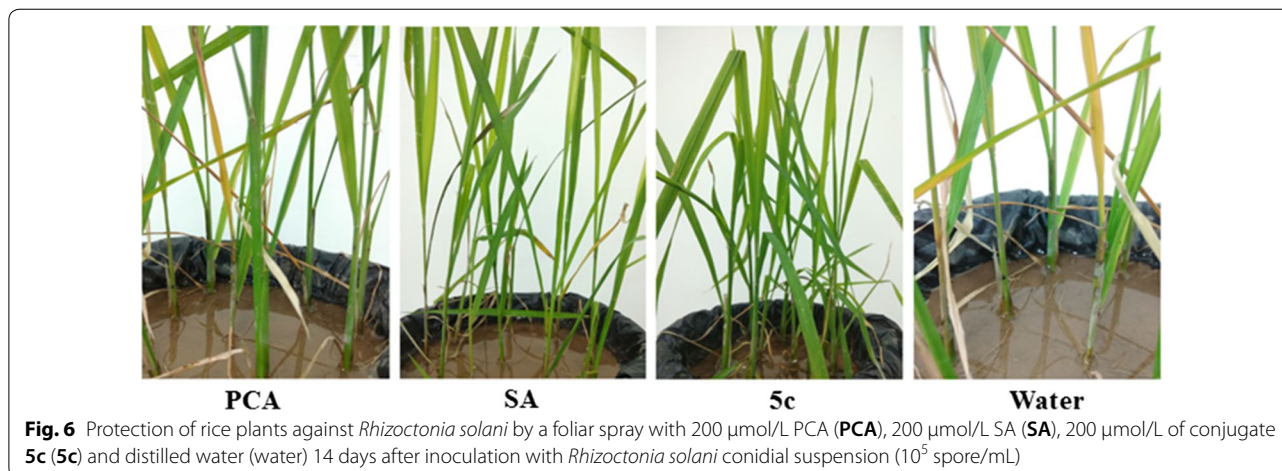 PCA SA 5c Water
Fig. 6 Protection of rice plants against Rhizoctonia solani by a foliar spray with 200 μmol/L PCA (PCA), 200 μmol/L SA (SA), 200 μmol/L of conjugate
5c (5c) and distilled water (water) 14 days after inoculation with Rhizoctonia solani conidial suspension (10⁵ spore/mL)